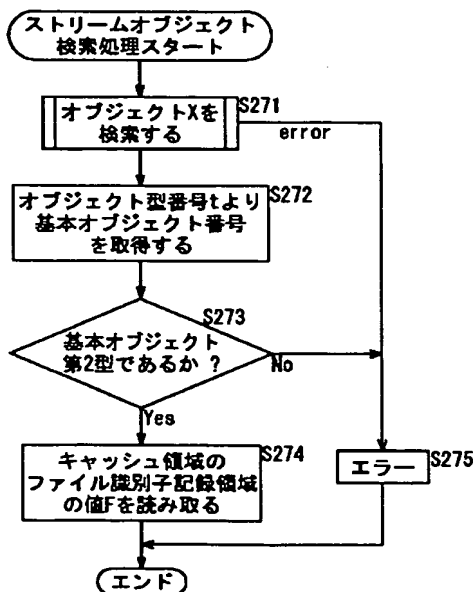 ストリームオブジェクト
検索処理スタート
S271
オブジェクトXを
検索する
error
S272
オブジェクト型番号tより
基本オブジェクト番号
を取得する
S273
基本オブジェクト
第2型であるか ?
No
Yes
S274
キャッシュ領域の
ファイル識別子記録領域
の値Fを読み取る
S275
エラー
エンド